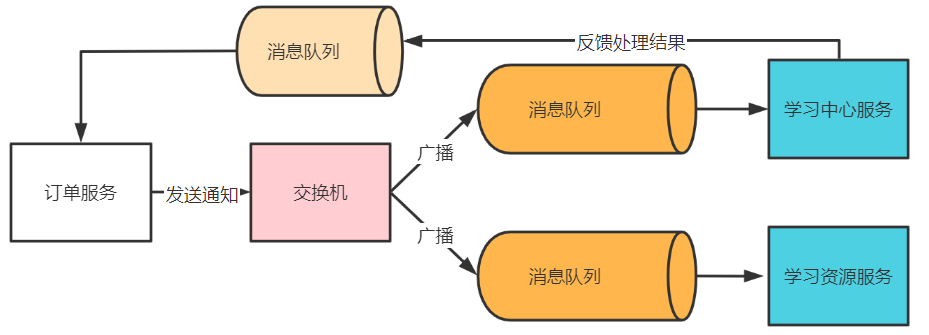 消息队列
反馈处理结果
消息队列
学习中心服务
广播
订单服务
发送通知
交换机
广播
消息队列
学习资源服务